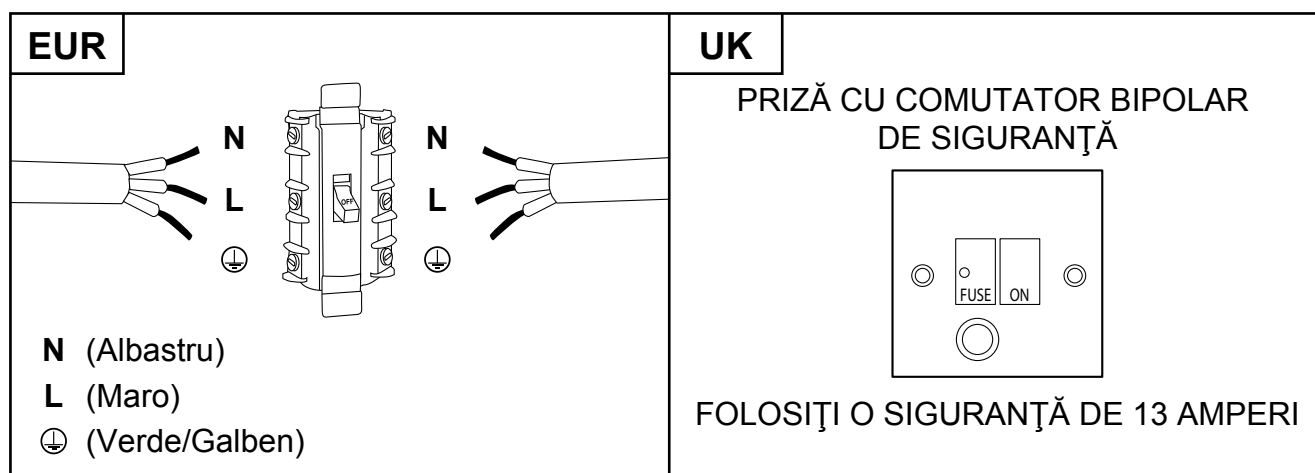 EUR
N
N
L
OFF
L
N (Albastru)
L (Maro)
(Verde/Galben)
UK
PRIZĂ CU COMUTATOR BIPOLAR
DE SIGURANŢĂ
FUSE ON
FOLOSIŢI O SIGURANŢĂ DE 13 AMPERI